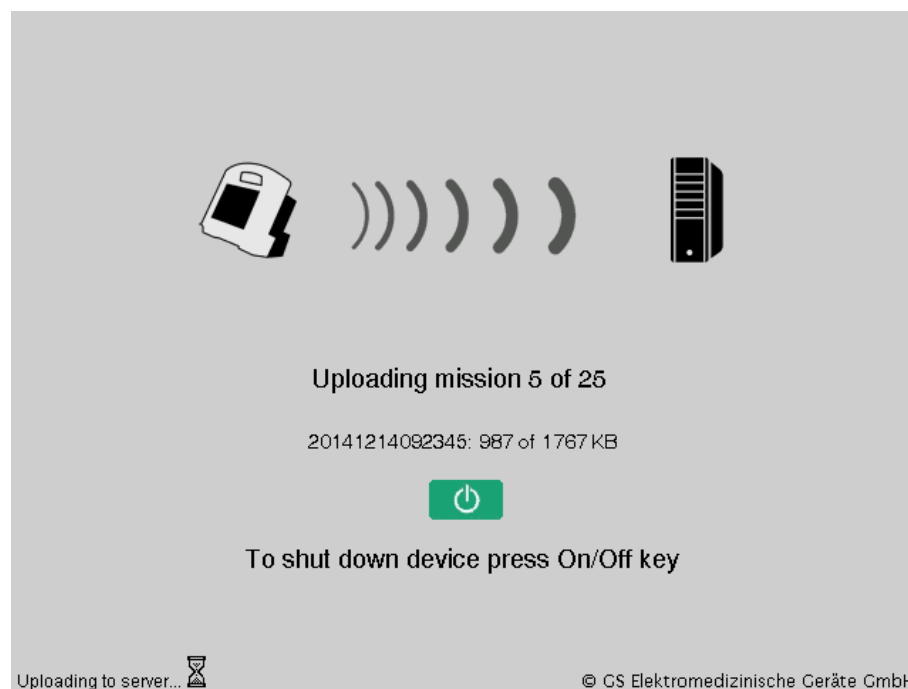 Uploading mission 5 of 25
20141214092345: 987 of 1767 KB
To shut down device press On/Off key
Uploading to server...
© GS Elektromedizinische Geräte GmbH